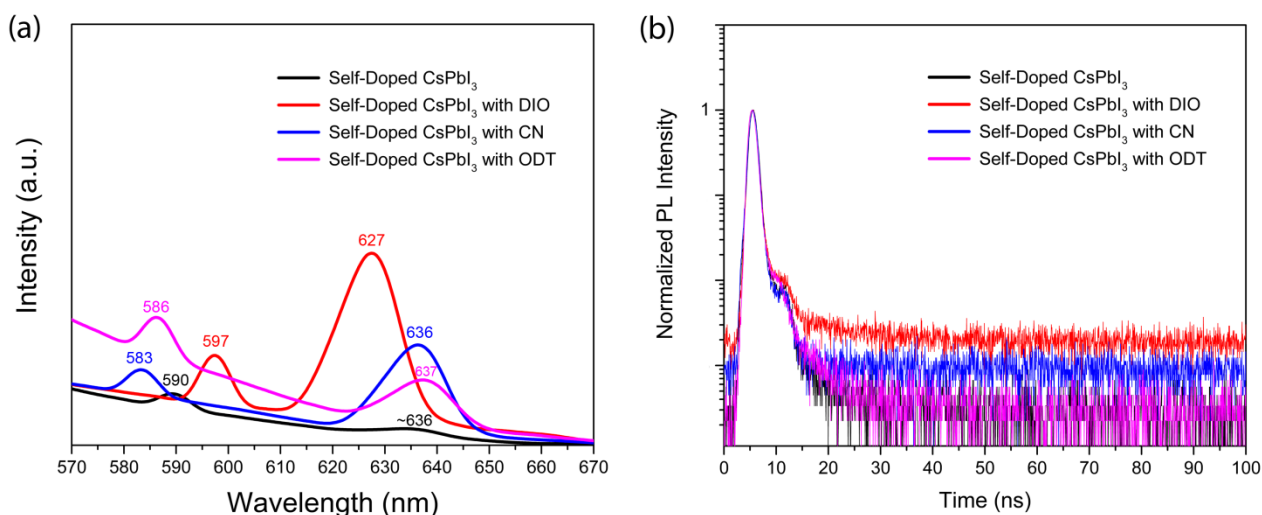 (a)
Intensity (a.u.)
Self-Doped CsPbI₃
Self-Doped CsPbI₃ with DIO
Self-Doped CsPbI₃ with CN
Self-Doped CsPbI₃ with ODT
627
586
597
636
583
590
637
~636
570 580 590 600 610 620 630 640 650 660 670
Wavelength (nm)
(b)
Normalized PL Intensity
1
Self-Doped CsPbI₃
Self-Doped CsPbI₃ with DIO
Self-Doped CsPbI₃ with CN
Self-Doped CsPbI₃ with ODT
0 10 20 30 40 50 60 70 80 90 100
Time (ns)